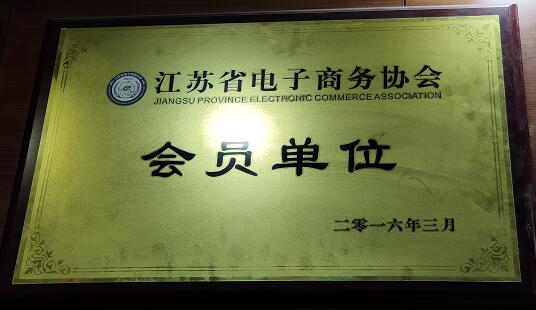 江苏省电子商务协会
JIANGSU PROVINCE ELECTRONIC COMMERCE ASSOCIATION
会员单位
二零一六年三月